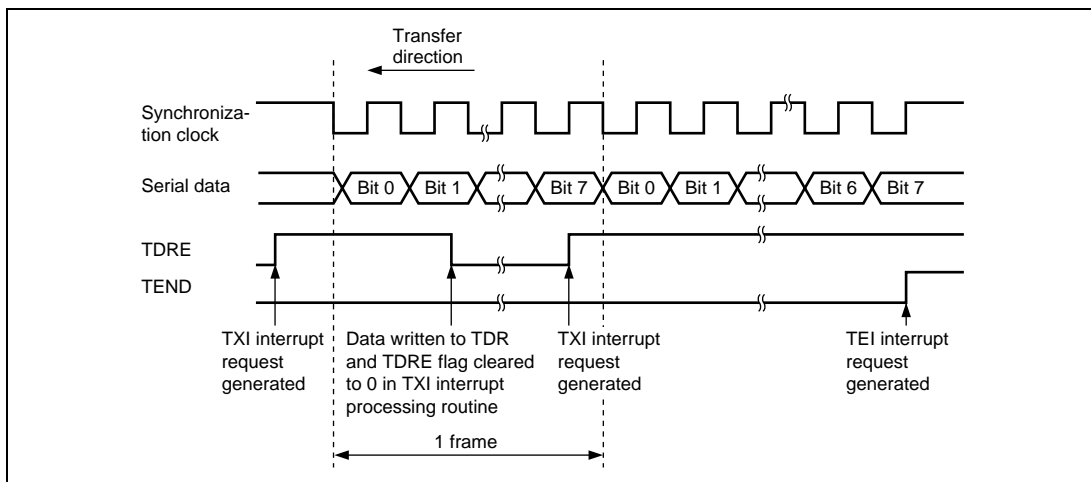 Transfer
direction
Synchroniza-
tion clock
Serial data
Bit 0
Bit 1
Bit 7
Bit 0
Bit 1
Bit 6
Bit 7
TDRE
TEND
TXI interrupt
request
generated
Data written to TDR
and TDRE flag cleared
to 0 in TXI interrupt
processing routine
TXI interrupt
request
generated
TEI interrupt
request
generated
1 frame